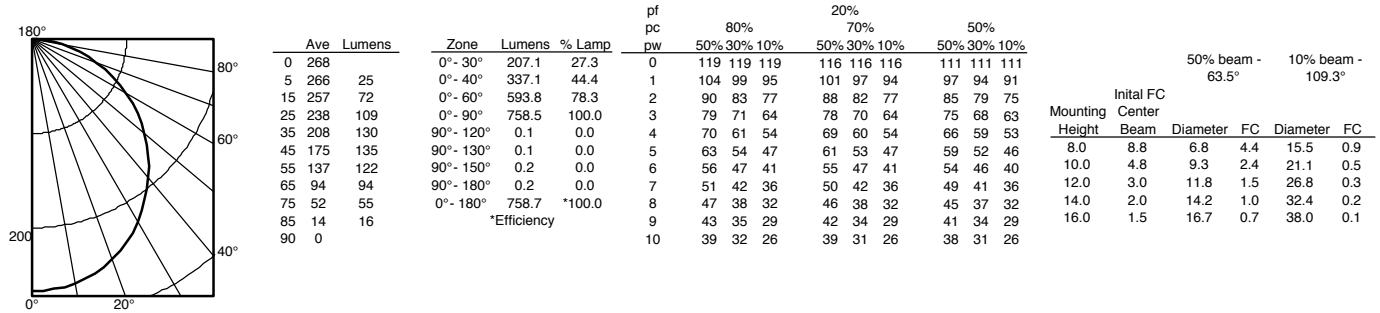 180°
80°
60°
200
40°
0° 20°
Ave Lumens
0 268
5 266 25
15 257 72
25 238 109
35 208 130
45 175 135
55 137 122
65 94 94
75 52 55
85 14 16
90 0
Zone Lumens % Lamp
0°- 30° 207.1 27.3
0°- 40° 337.1 44.4
0°- 60° 593.8 78.3
0°- 90° 758.5 100.0
90°- 120° 0.1 0.0
90°- 130° 0.1 0.0
90°- 150° 0.2 0.0
90°- 180° 0.2 0.0
0°- 180° 758.7 *100.0
*Efficiency
pf 20%
pc 80% 70% 50%
pw 50% 30% 10% 50% 30% 10% 50% 30% 10%
0 119 119 119 116 116 116 111 111 111
1 104 99 95 101 97 94 97 94 91
2 90 83 77 88 82 77 85 79 75
3 79 71 64 78 70 64 75 68 63
4 70 61 54 69 60 54 66 59 53
5 63 54 47 61 53 47 59 52 46
6 56 47 41 55 47 41 54 46 40
7 51 42 36 50 42 36 49 41 36
8 47 38 32 46 38 32 45 37 32
9 43 35 29 42 34 29 41 34 29
10 39 32 26 39 31 26 38 31 26
50% beam - 10% beam -
63.5° 109.3°
Inital FC
Mounting Center
Height Beam Diameter FC Diameter FC
8.0 8.8 6.8 4.4 15.5 0.9
10.0 4.8 9.3 2.4 21.1 0.5
12.0 3.0 11.8 1.5 26.8 0.3
14.0 2.0 14.2 1.0 32.4 0.2
16.0 1.5 16.7 0.7 38.0 0.1